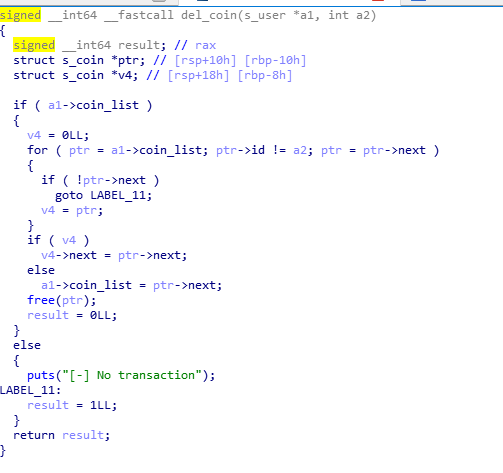 signed __int64 __fastcall del_coin(s_user *a1, int a2)
{
  signed __int64 result; // rax
  struct s_coin *ptr; // [rsp+10h] [rbp-10h]
  struct s_coin *v4; // [rsp+18h] [rbp-8h]

  if ( a1->coin_list )
  {
    v4 = 0LL;
    for ( ptr = a1->coin_list; ptr->id != a2; ptr = ptr->next )
    {
      if ( !ptr->next )
        goto LABEL_11;
      v4 = ptr;
    }
    if ( v4 )
      v4->next = ptr->next;
    else
      a1->coin_list = ptr->next;
    free(ptr);
    result = 0LL;
  }
  else
  {
    puts("[-] No transaction");
LABEL_11:
    result = 1LL;
  }
  return result;
}